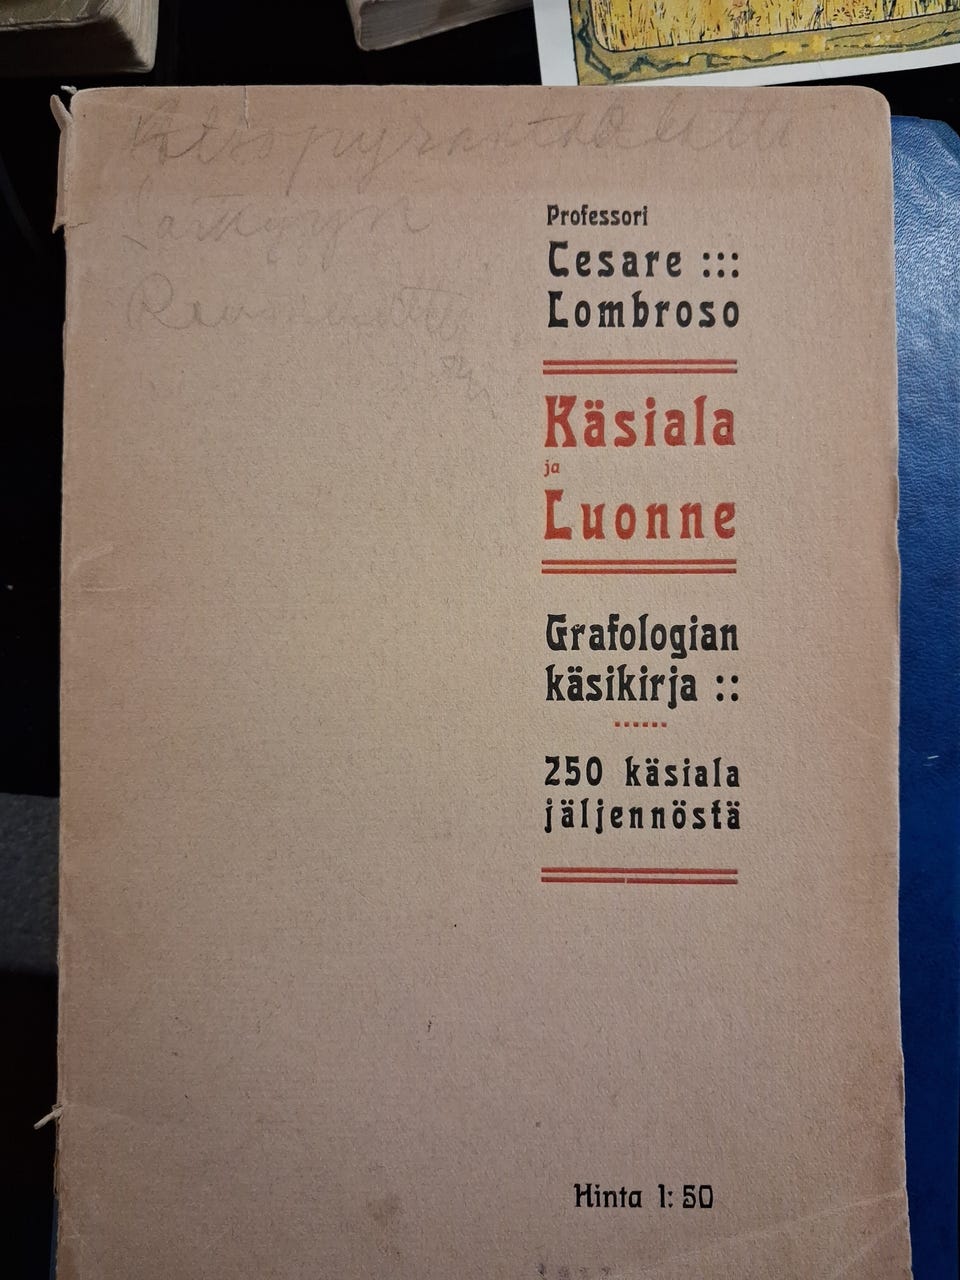 Professori
Cesare :::
Lombroso
Käsiala
ja
Luonne
Grafologian
käsikirja ::
250 käsiala
jäljennöstä
Hinta 1: 50